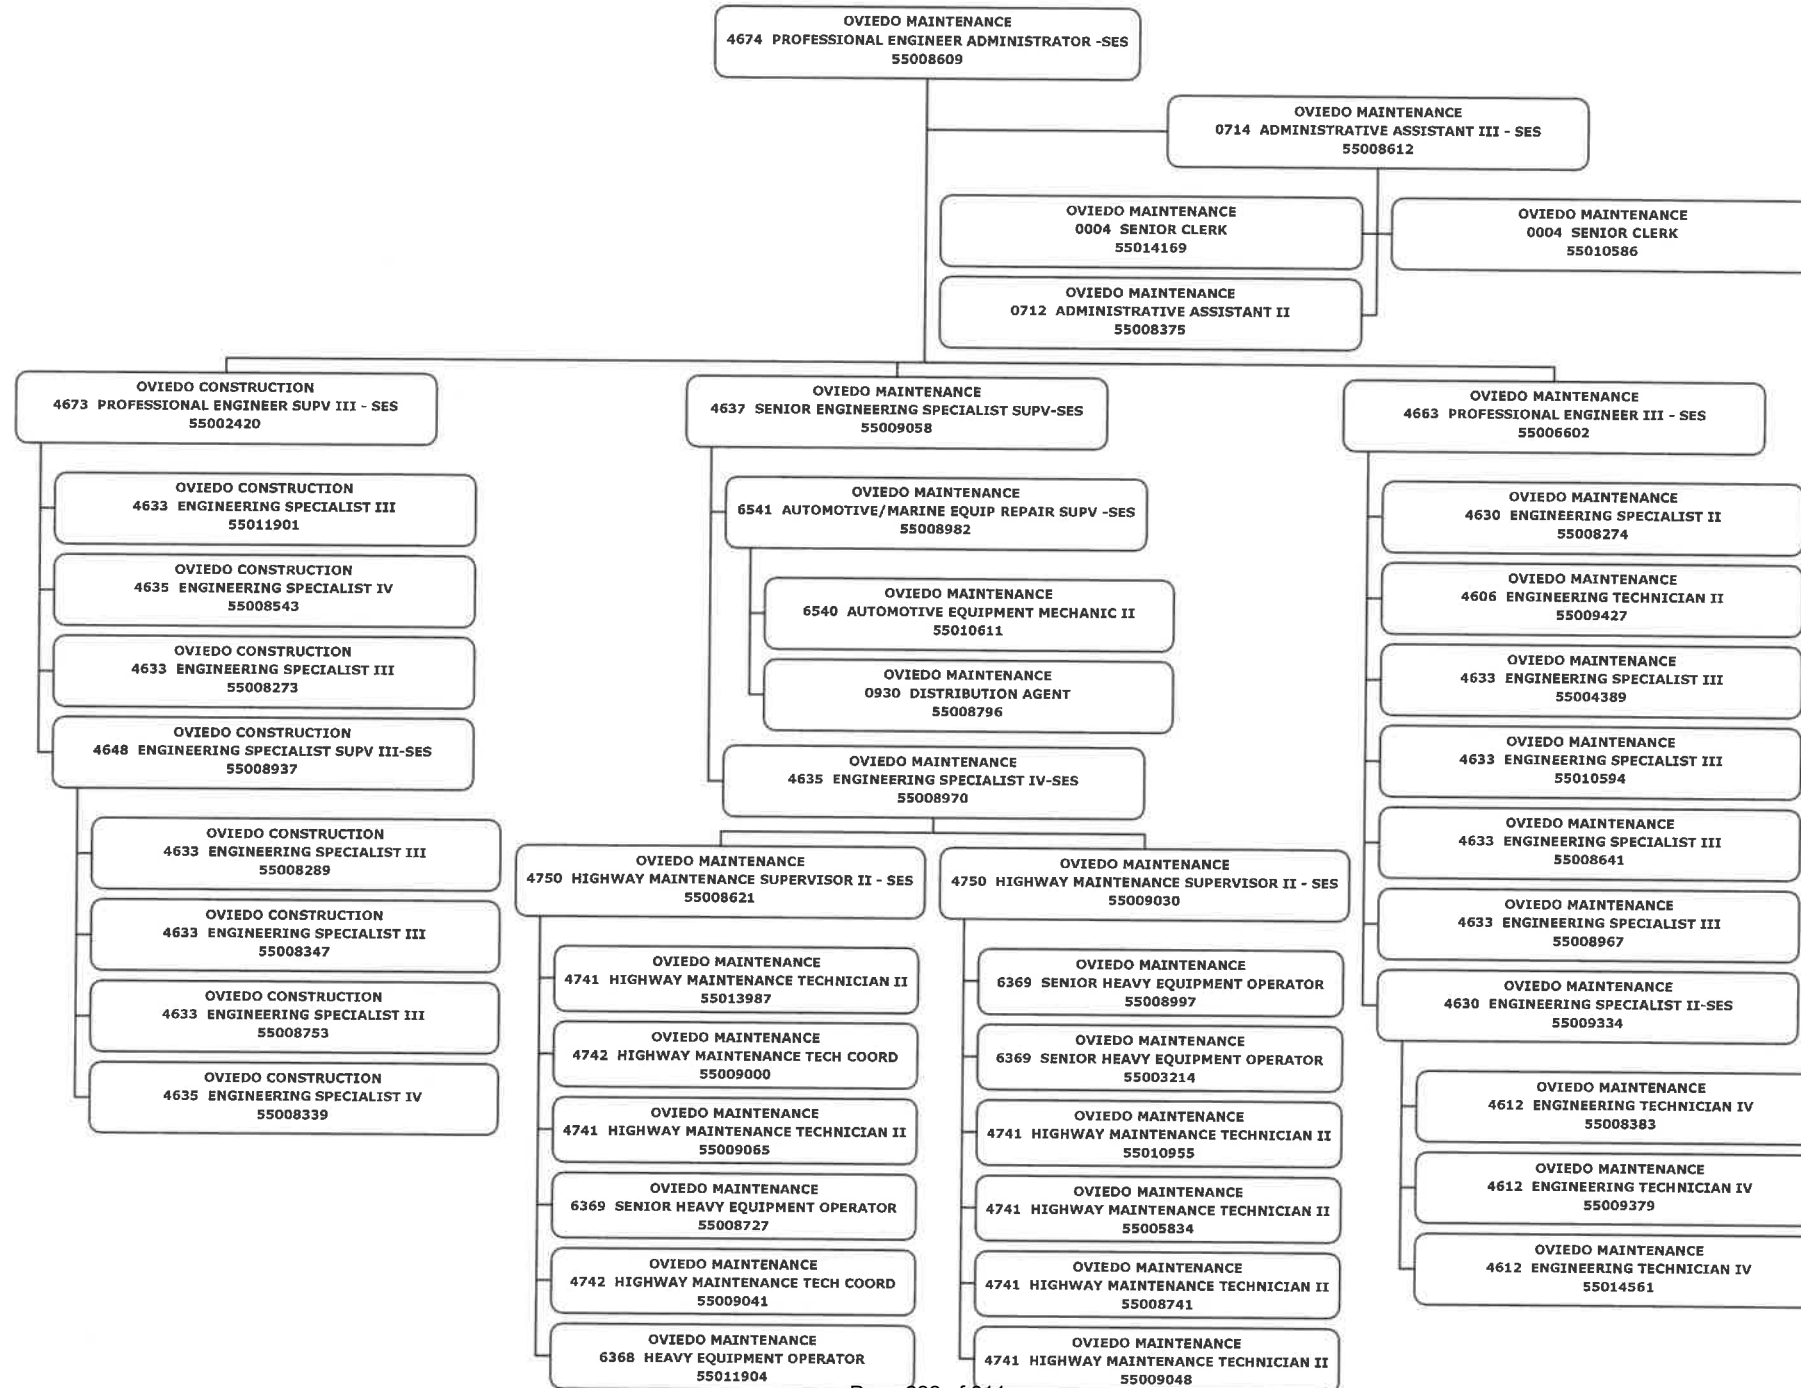 OVIEDO MAINTENANCE
4674 PROFESSIONAL ENGINEER ADMINISTRATOR -SES
55008609
OVIEDO MAINTENANCE
0714 ADMINISTRATIVE ASSISTANT III - SES
55008612
OVIEDO MAINTENANCE
0004 SENIOR CLERK
55014169
OVIEDO MAINTENANCE
0004 SENIOR CLERK
55010586
OVIEDO MAINTENANCE
0712 ADMINISTRATIVE ASSISTANT II
55008375
OVIEDO CONSTRUCTION
4673 PROFESSIONAL ENGINEER SUPV III - SES
55002420
OVIEDO CONSTRUCTION
4633 ENGINEERING SPECIALIST III
55011901
OVIEDO CONSTRUCTION
4635 ENGINEERING SPECIALIST IV
55008543
OVIEDO CONSTRUCTION
4633 ENGINEERING SPECIALIST III
55008273
OVIEDO CONSTRUCTION
4648 ENGINEERING SPECIALIST SUPV III-SES
55008937
OVIEDO CONSTRUCTION
4633 ENGINEERING SPECIALIST III
55008289
OVIEDO CONSTRUCTION
4633 ENGINEERING SPECIALIST III
55008347
OVIEDO CONSTRUCTION
4633 ENGINEERING SPECIALIST III
55008753
OVIEDO CONSTRUCTION
4635 ENGINEERING SPECIALIST IV
55008339
OVIEDO MAINTENANCE
4637 SENIOR ENGINEERING SPECIALIST SUPV-SES
55009058
OVIEDO MAINTENANCE
6541 AUTOMOTIVE/MARINE EQUIP REPAIR SUPV -SES
55008982
OVIEDO MAINTENANCE
6540 AUTOMOTIVE EQUIPMENT MECHANIC II
55010611
OVIEDO MAINTENANCE
0930 DISTRIBUTION AGENT
55008796
OVIEDO MAINTENANCE
4635 ENGINEERING SPECIALIST IV-SES
55008970
OVIEDO MAINTENANCE
4750 HIGHWAY MAINTENANCE SUPERVISOR II - SES
55008621
OVIEDO MAINTENANCE
4741 HIGHWAY MAINTENANCE TECHNICIAN II
55013987
OVIEDO MAINTENANCE
4742 HIGHWAY MAINTENANCE TECH COORD
55009000
OVIEDO MAINTENANCE
4741 HIGHWAY MAINTENANCE TECHNICIAN II
55009065
OVIEDO MAINTENANCE
6369 SENIOR HEAVY EQUIPMENT OPERATOR
55008727
OVIEDO MAINTENANCE
4742 HIGHWAY MAINTENANCE TECH COORD
55009041
OVIEDO MAINTENANCE
6368 HEAVY EQUIPMENT OPERATOR
55011904
OVIEDO MAINTENANCE
4750 HIGHWAY MAINTENANCE SUPERVISOR II - SES
55009030
OVIEDO MAINTENANCE
6369 SENIOR HEAVY EQUIPMENT OPERATOR
55008997
OVIEDO MAINTENANCE
6369 SENIOR HEAVY EQUIPMENT OPERATOR
55003214
OVIEDO MAINTENANCE
4741 HIGHWAY MAINTENANCE TECHNICIAN II
55010955
OVIEDO MAINTENANCE
4741 HIGHWAY MAINTENANCE TECHNICIAN II
55005834
OVIEDO MAINTENANCE
4741 HIGHWAY MAINTENANCE TECHNICIAN II
55008741
OVIEDO MAINTENANCE
4741 HIGHWAY MAINTENANCE TECHNICIAN II
55009048
OVIEDO MAINTENANCE
4663 PROFESSIONAL ENGINEER III - SES
55006602
OVIEDO MAINTENANCE
4630 ENGINEERING SPECIALIST II
55008274
OVIEDO MAINTENANCE
4606 ENGINEERING TECHNICIAN II
55009427
OVIEDO MAINTENANCE
4633 ENGINEERING SPECIALIST III
55004389
OVIEDO MAINTENANCE
4633 ENGINEERING SPECIALIST III
55010594
OVIEDO MAINTENANCE
4633 ENGINEERING SPECIALIST III
55008641
OVIEDO MAINTENANCE
4633 ENGINEERING SPECIALIST III
55008967
OVIEDO MAINTENANCE
4630 ENGINEERING SPECIALIST II-SES
55009334
OVIEDO MAINTENANCE
4612 ENGINEERING TECHNICIAN IV
55008383
OVIEDO MAINTENANCE
4612 ENGINEERING TECHNICIAN IV
55009379
OVIEDO MAINTENANCE
4612 ENGINEERING TECHNICIAN IV
55014561